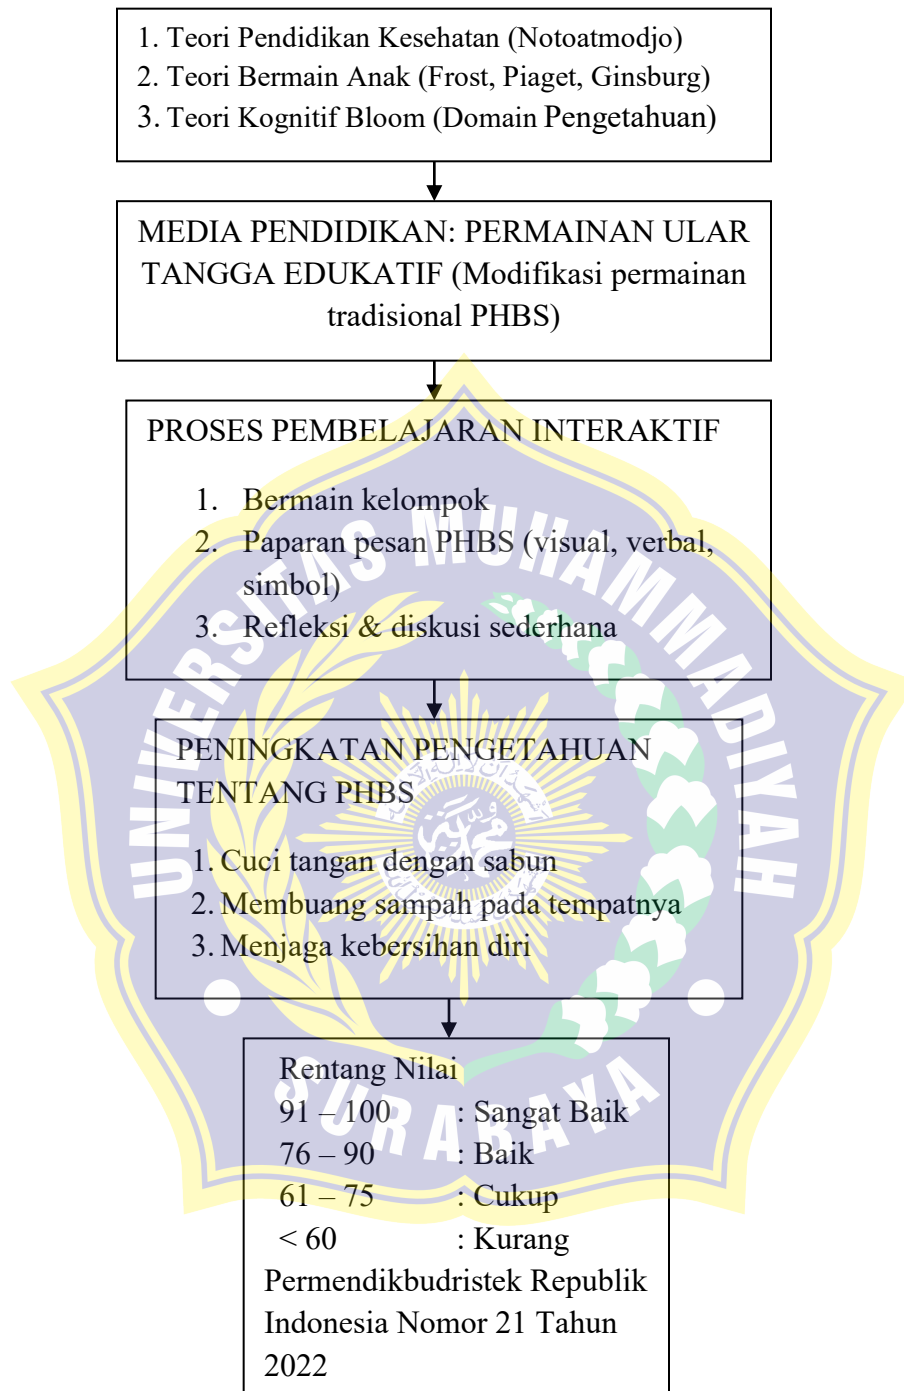 1. Teori Pendidikan Kesehatan (Notoatmodjo)
2. Teori Bermain Anak (Frost, Piaget, Ginsburg)
3. Teori Kognitif Bloom (Domain Pengetahuan)
MEDIA PENDIDIKAN: PERMAINAN ULAR
TANGGA EDUKATIF (Modifikasi permainan
tradisional PHBS)
PROSES PEMBELAJARAN INTERAKTIF
1. Bermain kelompok
2. Paparan pesan PHBS (visual, verbal,
simbol)
3. Refleksi & diskusi sederhana
PENINGKATAN PENGETAHUAN
TENTANG PHBS
1. Cuci tangan dengan sabun
2. Membuang sampah pada tempatnya
3. Menjaga kebersihan diri
Rentang Nilai
91 – 100 : Sangat Baik
76 – 90 : Baik
61 – 75 : Cukup
< 60 : Kurang
Permendikbudristek Republik
Indonesia Nomor 21 Tahun
2022
UNIVERSITAS MUHAMMADIYAH
SURABAYA